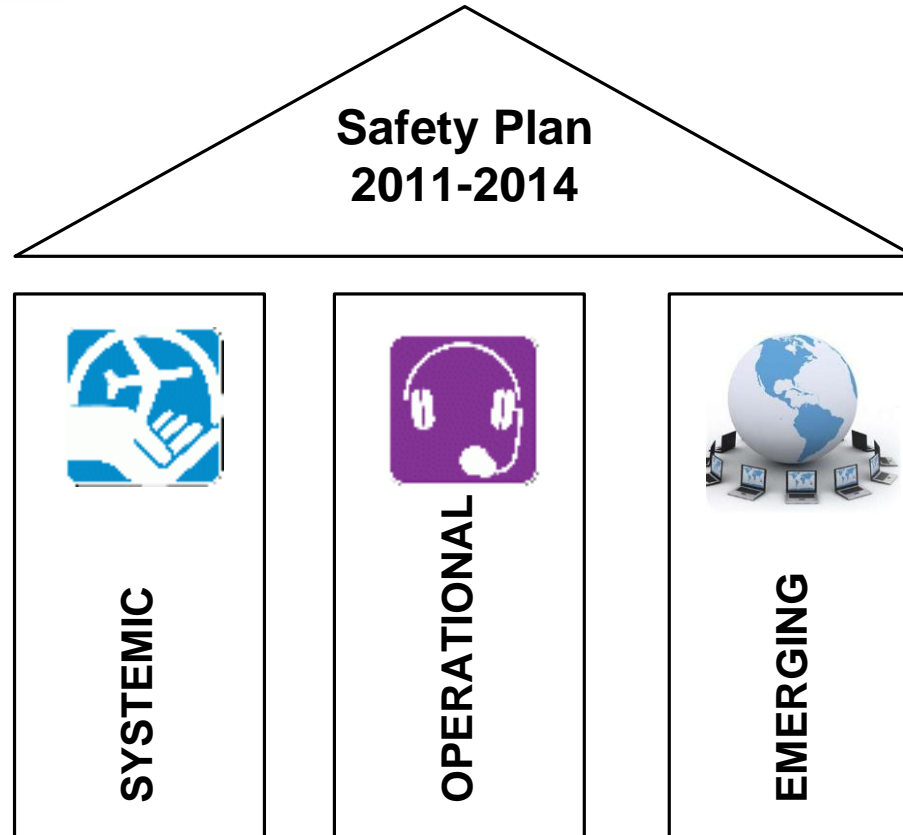 Safety Plan
2011-2014
SYSTEMIC
OPERATIONAL
EMERGING